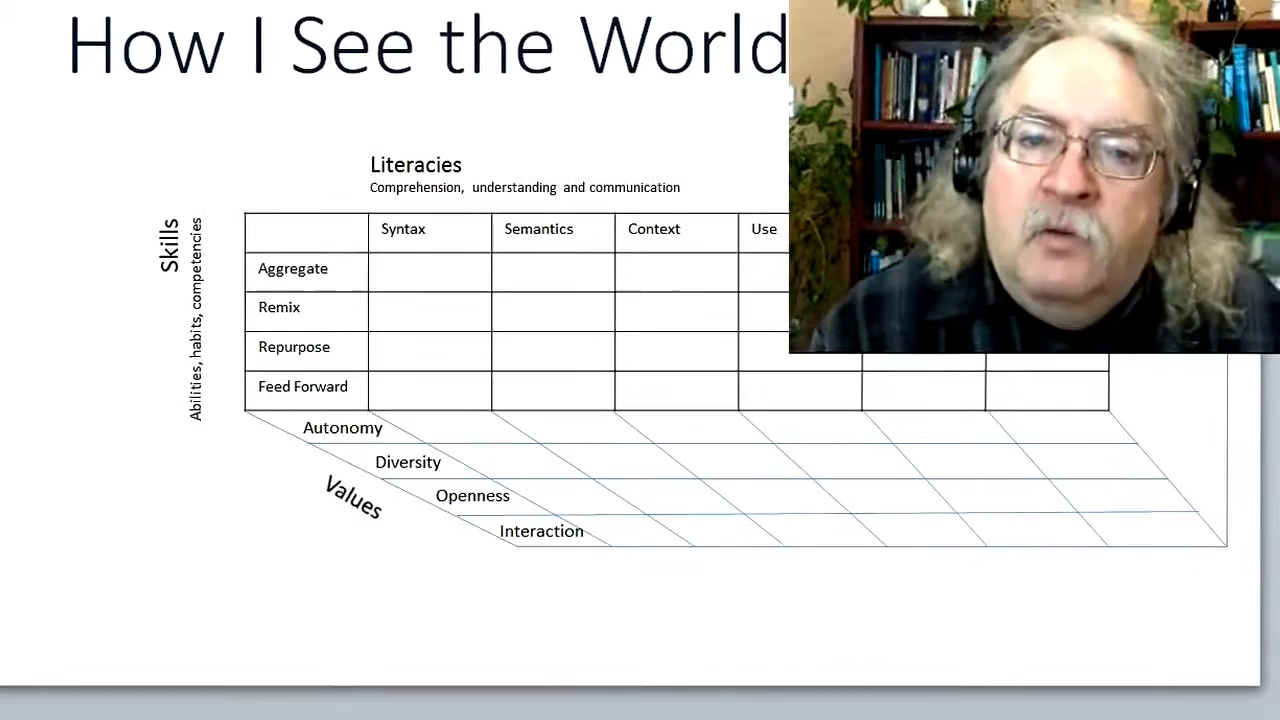 How I See the World
Literacies
Comprehension, understanding and communication
Skills
Abilities, habits, competencies
Syntax Semantics Context Use
Aggregate
Remix
Repurpose
Feed Forward
Autonomy
Diversity
Openness
Interaction
Values